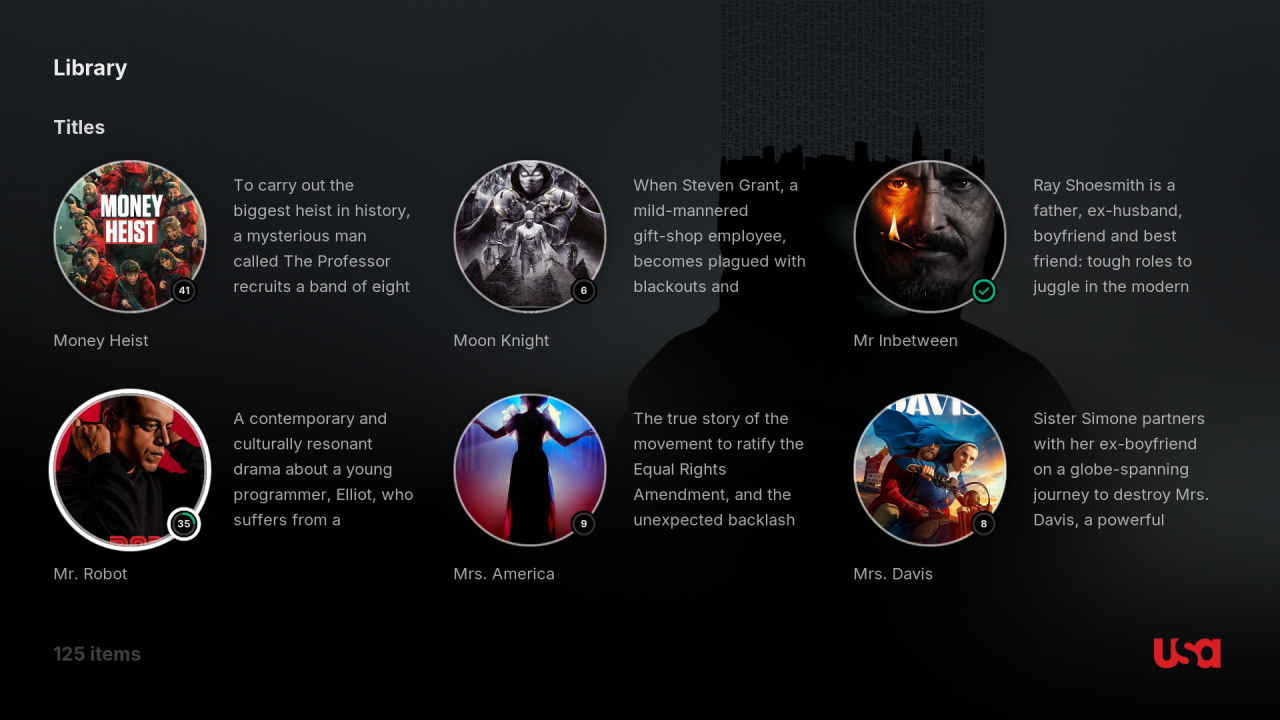 Library
Titles
MONEY
HEIST
41
To carry out the
biggest heist in history,
a mysterious man
called The Professor
recruits a band of eight
Money Heist
6
When Steven Grant, a
mild-mannered
gift-shop employee,
becomes plagued with
blackouts and
Moon Knight
Ray Shoesmith is a
father, ex-husband,
boyfriend and best
friend: tough roles to
juggle in the modern
Mr Inbetween
35
A contemporary and
culturally resonant
drama about a young
programmer, Elliot, who
suffers from a
Mr. Robot
9
The true story of the
movement to ratify the
Equal Rights
Amendment, and the
unexpected backlash
Mrs. America
DAVIS
8
Sister Simone partners
with her ex-boyfriend
on a globe-spanning
journey to destroy Mrs.
Davis, a powerful
Mrs. Davis
125 items
usa